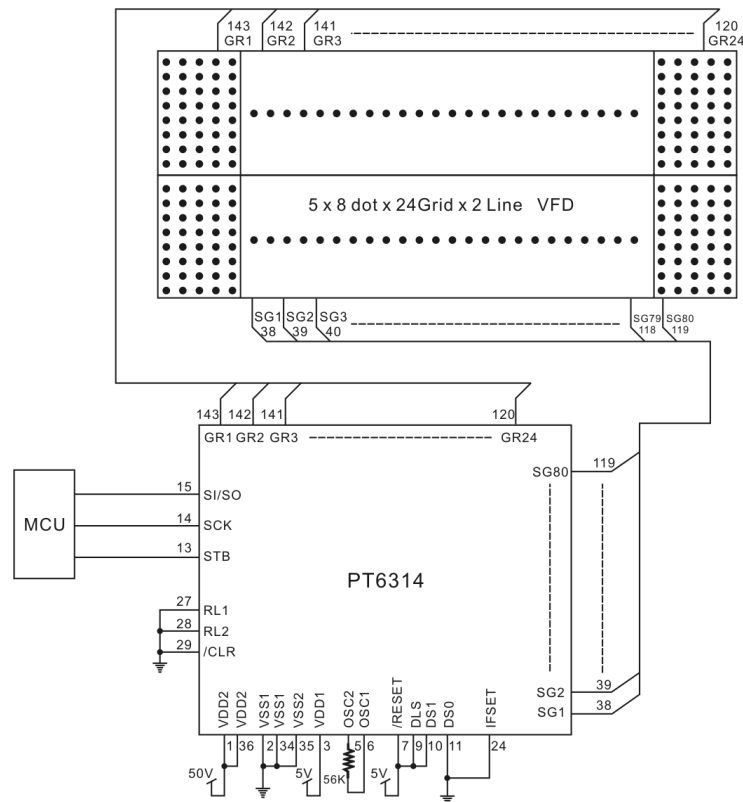 143 142 141 120
GR1 GR2 GR3 GR24
5 x 8 dot x 24Grid x 2 Line VFD
SG1 SG2 SG3 SG79 SG80
38 39 40 118 119
143 142 141 120
GR1 GR2 GR3 GR24
SG80 119
MCU
15 SI/SO
14 SCK
13 STB
PT6314
27 RL1
28 RL2
29 /CLR
SG2 39
SG1 38
VDD2 VDD2 VSS1 VSS1 VSS2 VDD1 OSC2 OSC1 /RESET DLS DS1 DS0 IFSET
1 36 2 34 35 3 5 6 7 9 10 11 24
50V 5V 56K 5V